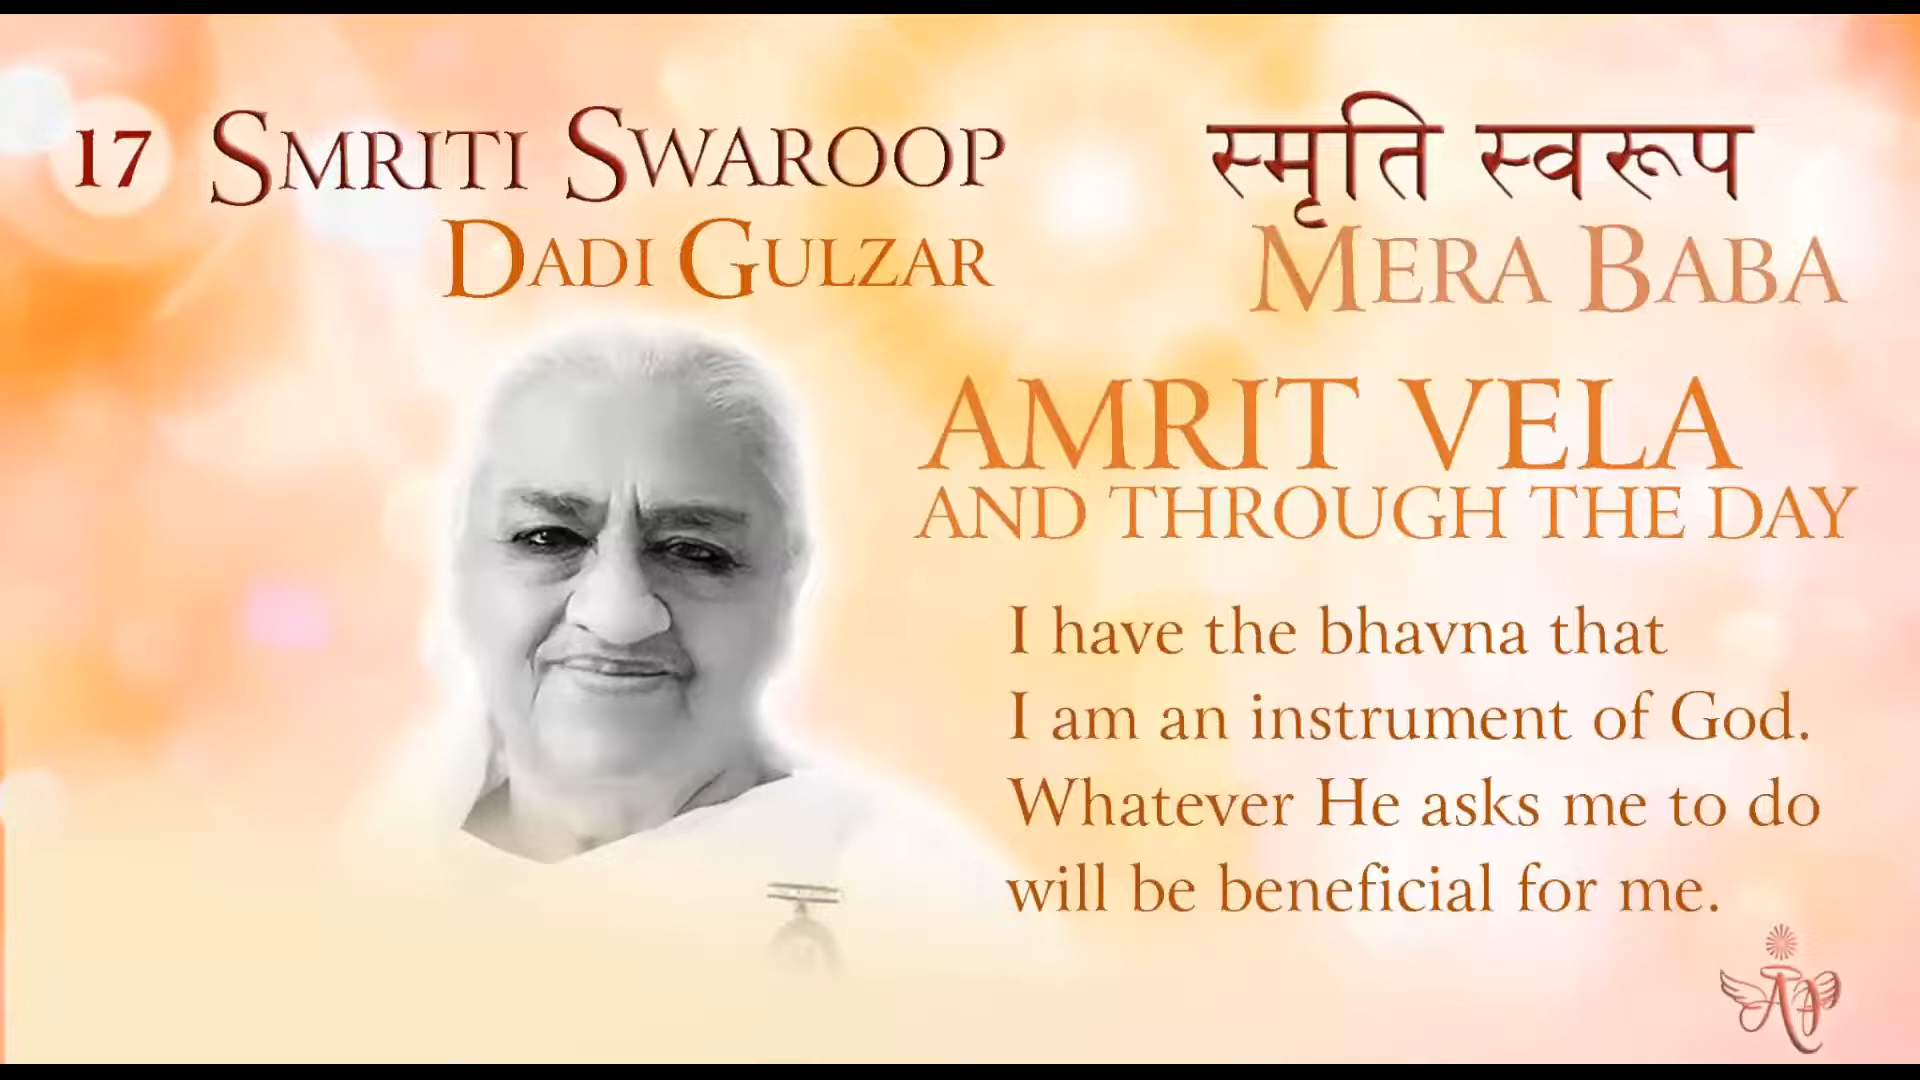 17 SMRITI SWAROOP
DADI GULZAR
स्मृति स्वरूप
MERA BABA
AMRIT VELA
AND THROUGH THE DAY
I have the bhavna that
I am an instrument of God.
Whatever He asks me to do
will be beneficial for me.